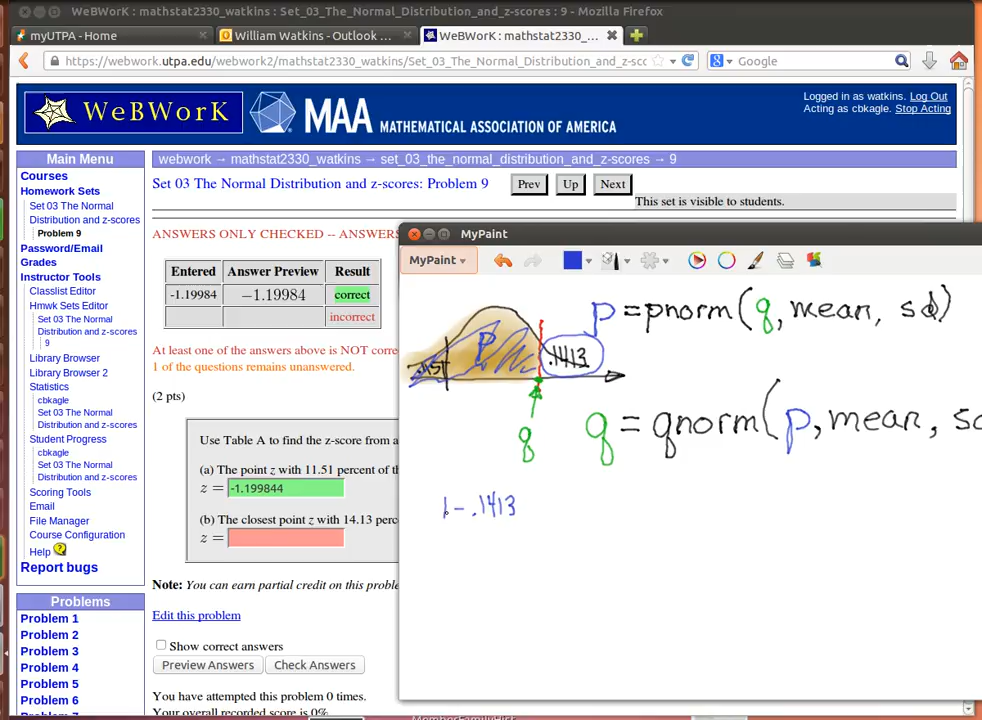 WeBWorK : mathstat2330_watkins : Set_03_The_Normal_Distribution_and_z-scores : 9 - Mozilla Firefox
myUTPA - Home
William Watkins - Outlook ...
WeBWorK : mathstat2330_...
https://webwork.utpa.edu/webwork2/mathstat2330_watkins/Set_03_The_Normal_Distribution_and_z-sc
Google
WeBWorK
MAA MATHEMATICAL ASSOCIATION OF AMERICA
Logged in as watkins. Log Out
Acting as cbkagle. Stop Acting
Main Menu
Courses
Homework Sets
Set 03 The Normal
Distribution and z-scores
Problem 9
Password/Email
Grades
Instructor Tools
Classlist Editor
Hmwk Sets Editor
Set 03 The Normal
Distribution and z-scores
9
Library Browser
Library Browser 2
Statistics
cbkagle
Set 03 The Normal
Distribution and z-scores
Student Progress
cbkagle
Set 03 The Normal
Distribution and z-scores
Scoring Tools
Email
File Manager
Course Configuration
Help
Report bugs
Problems
Problem 1
Problem 2
Problem 3
Problem 4
Problem 5
Problem 6
webwork → mathstat2330_watkins → set_03_the_normal_distribution_and_z-scores → 9
Set 03 The Normal Distribution and z-scores: Problem 9
Prev
Up
Next
This set is visible to students.
ANSWERS ONLY CHECKED -- ANSWERS
Entered Answer Preview Result
-1.19984 −1.19984 correct
incorrect
At least one of the answers above is NOT corre
1 of the questions remains unanswered.
(2 pts)
Use Table A to find the z-score from a
(a) The point z with 11.51 percent of th
z = -1.199844
(b) The closest point z with 14.13 perc
z =
Note: You can earn partial credit on this proble
Edit this problem
Show correct answers
Preview Answers
Check Answers
You have attempted this problem 0 times.
Your overall recorded score is 0%.
MyPaint
MyPaint
P
.1413
q
p=pnorm(q, mean, sd)
q = qnorm(p, mean, sd
1 - .1413
MemberFamilyHist